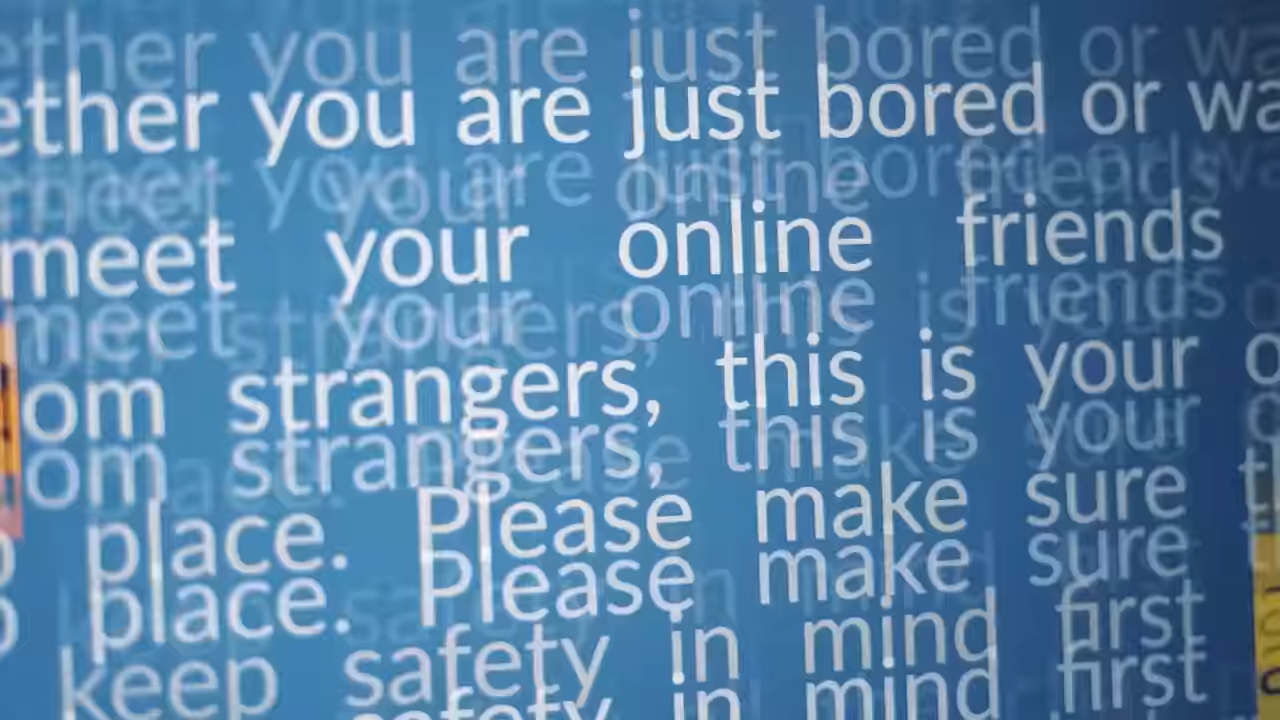 ether you are just bored or wa
meet your online friends
om strangers, this is your o
place. Please make sure
keep safety in mind first